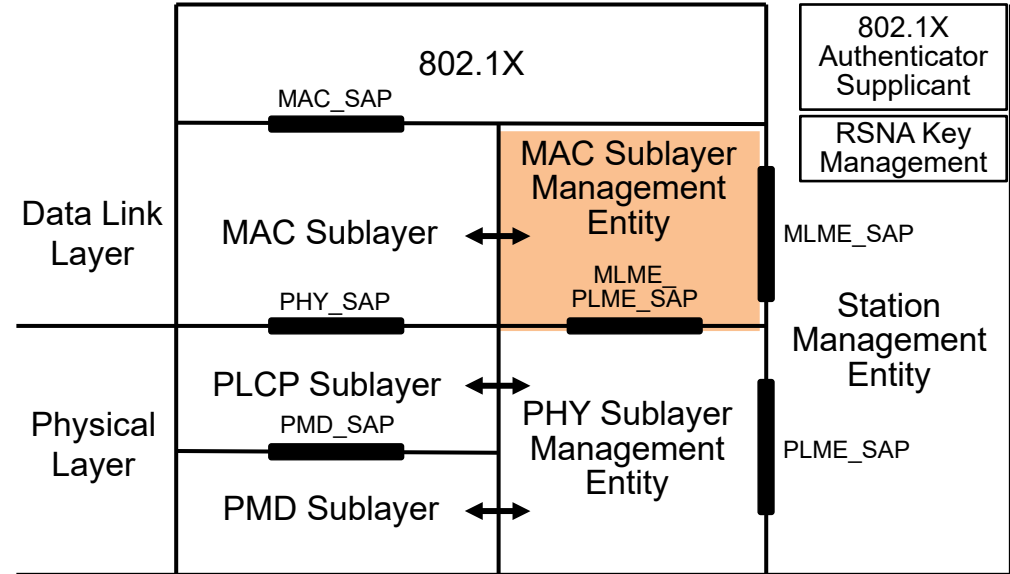 802.1X
MAC_SAP
802.1X
Authenticator
Supplicant
RSNA Key
Management
Data Link
Layer
MAC Sublayer
MAC Sublayer
Management
Entity
MLME_
PLME_SAP
MLME_SAP
PHY_SAP
Station
Management
Entity
Physical
Layer
PLCP Sublayer
PMD_SAP
PMD Sublayer
PHY Sublayer
Management
Entity
PLME_SAP